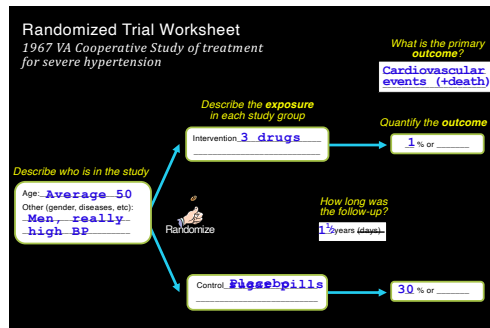 Randomized Trial Worksheet
1967 VA Cooperative Study of treatment
for severe hypertension
What is the primary
outcome?
Cardiovascular
events (+death)
Describe the exposure
in each study group
Quantify the outcome
Intervention 3 drugs
1 % or
Describe who is in the study
Age: Average 50
Other (gender, diseases, etc):
Men, really
high BP
Randomize
How long was
the follow-up?
1½ years (days)
Control Placebo pills
30 % or